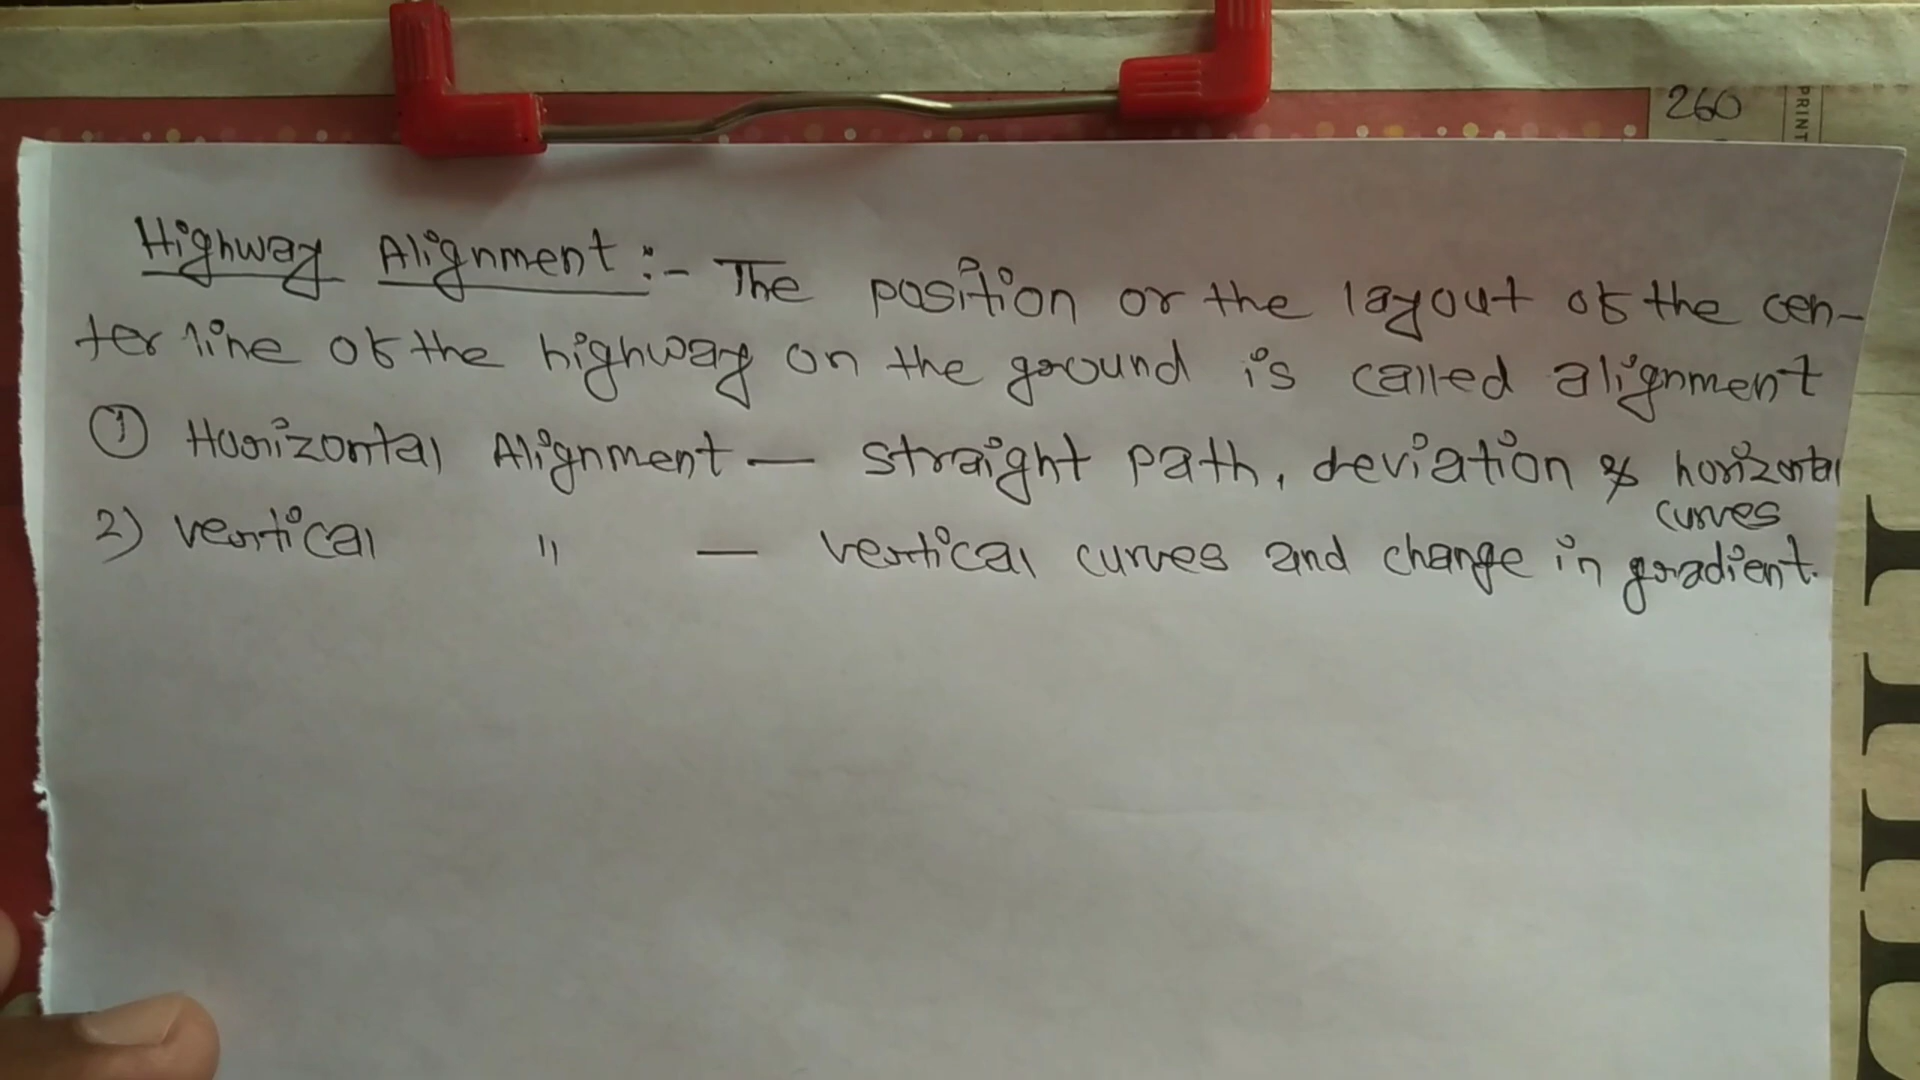 260
PRINT
Highway Alignment :- The position or the layout of the cen-
ter line of the highway on the ground is called alignment
① Horizontal Alignment — straight path, deviation & horizontal
curves
2) vertical " — vertical curves and change in gradient.